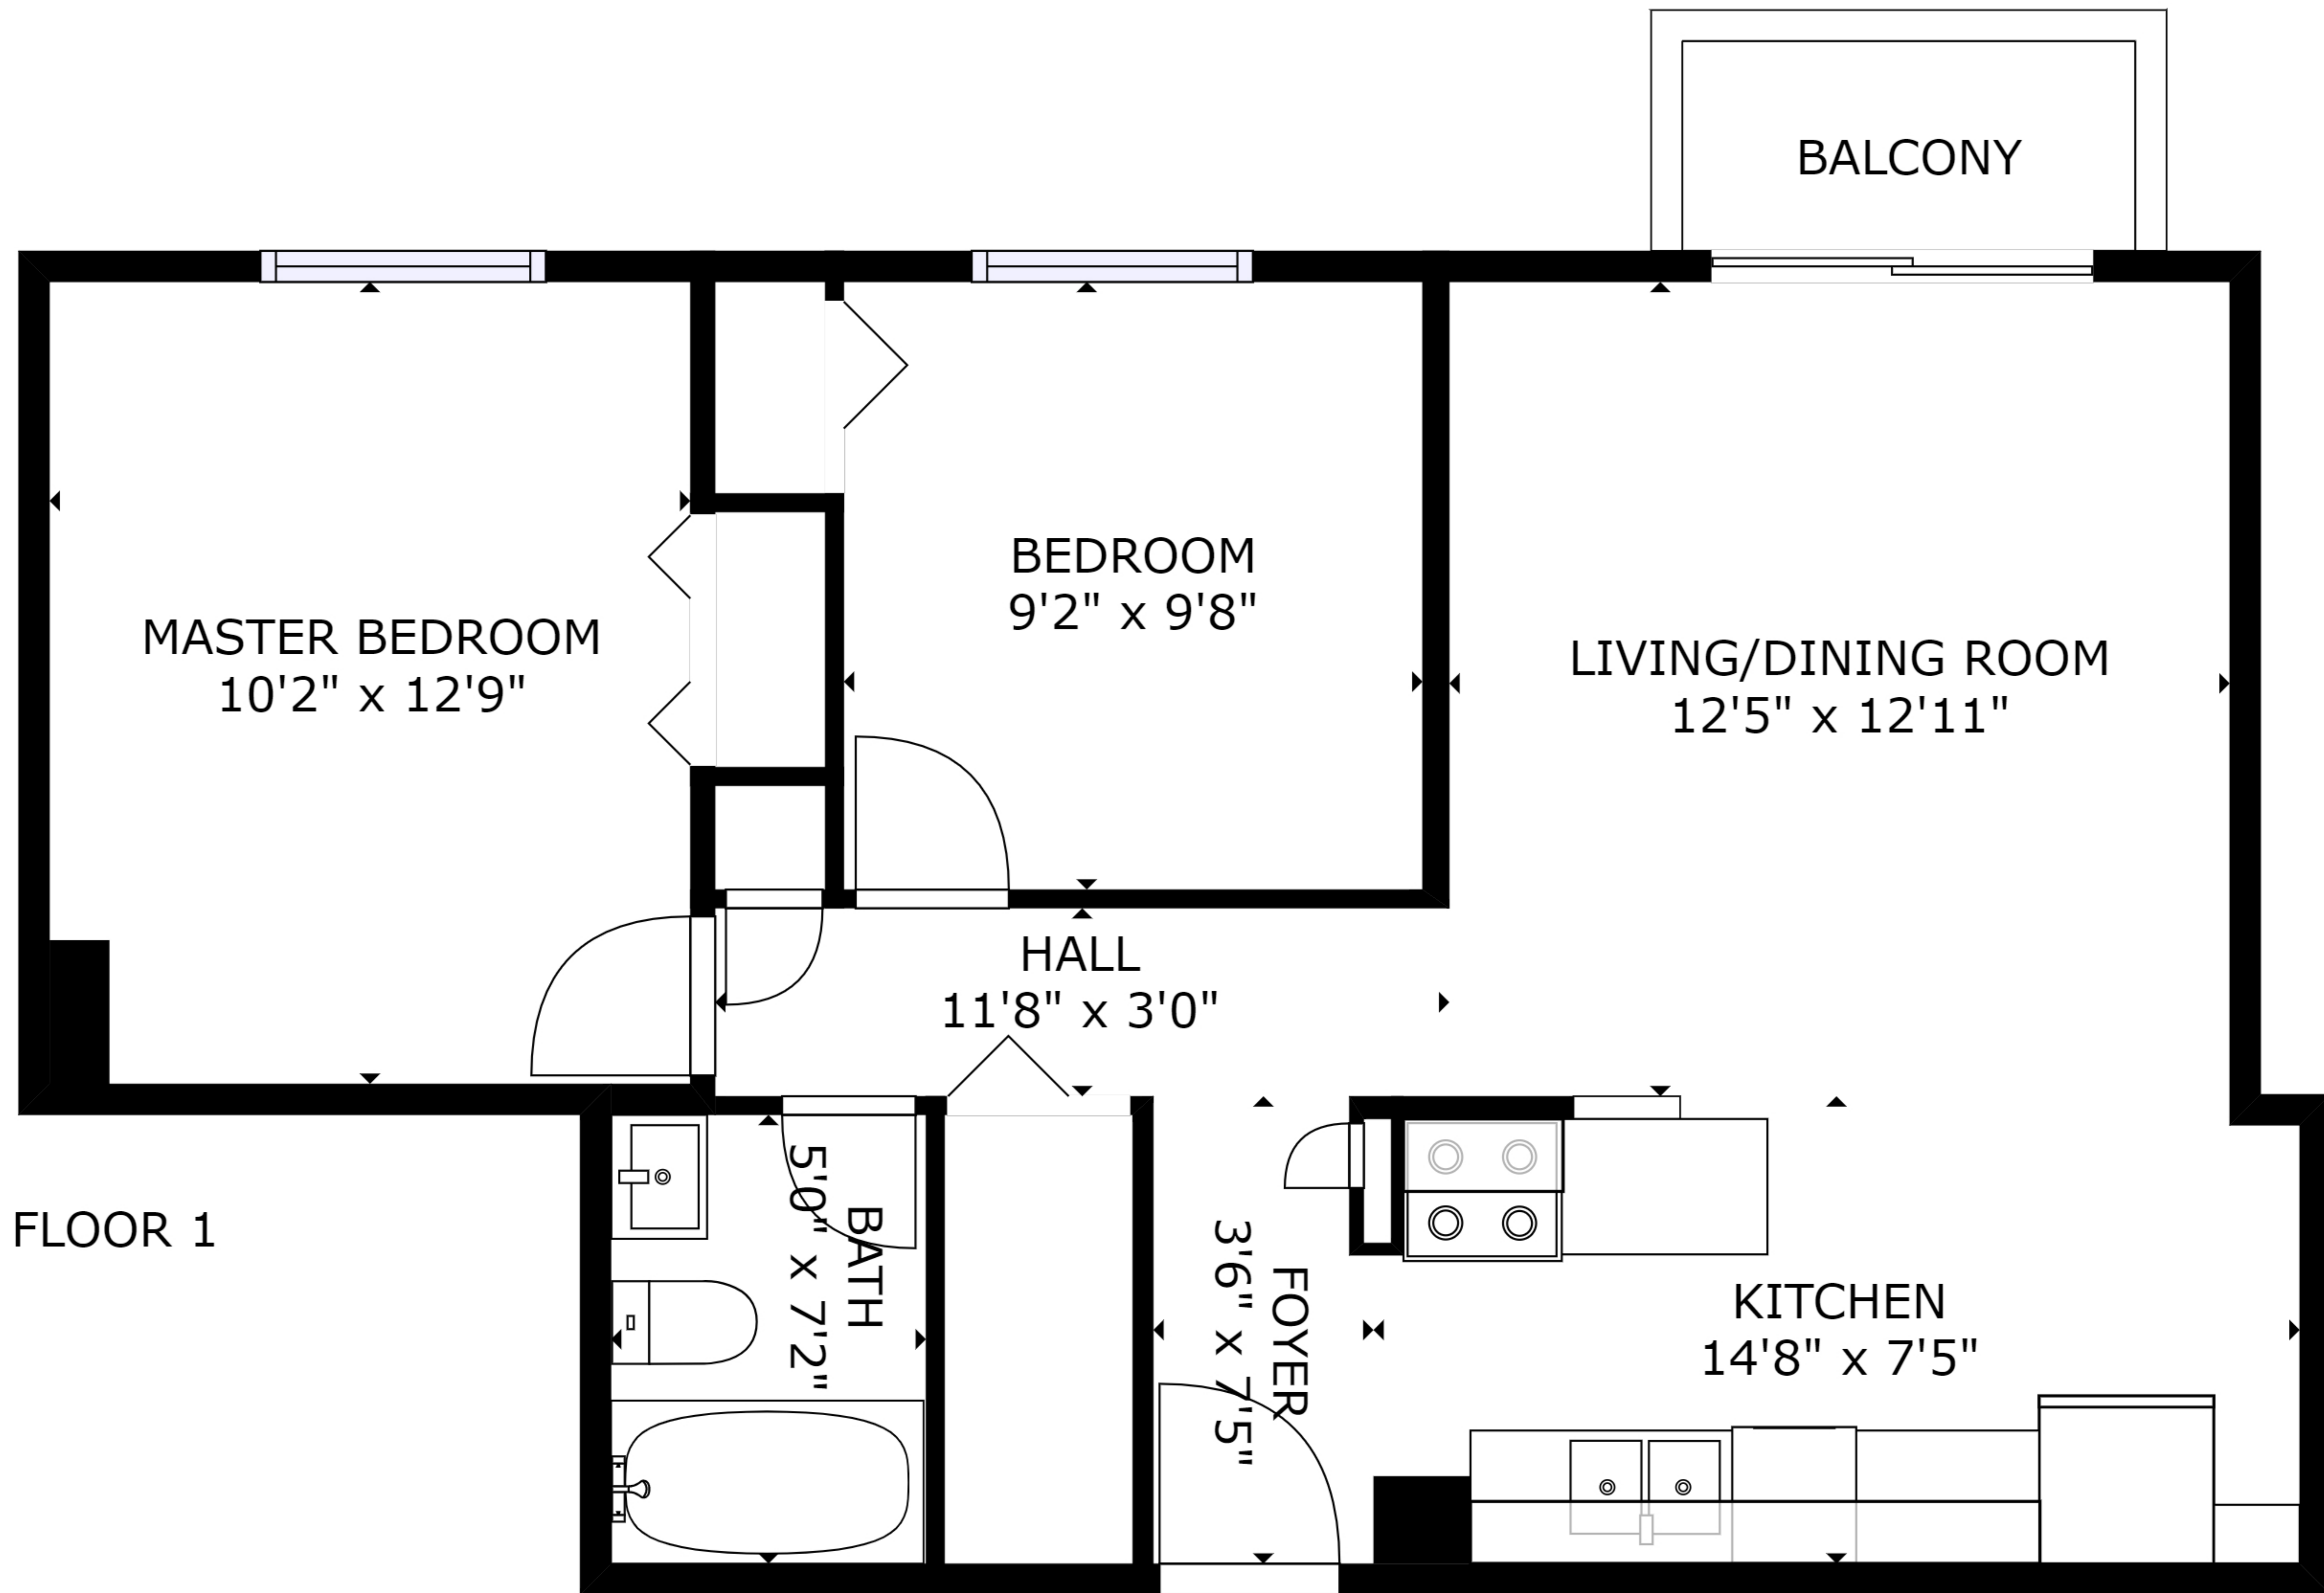 BALCONY
BEDROOM
9'2" x 9'8"
MASTER BEDROOM
10'2" x 12'9"
LIVING/DINING ROOM
12'5" x 12'11"
HALL
11'8" x 3'0"
FLOOR 1
BATH
5'0" x 7'2"
FOYER
3'6" x 7'5"
KITCHEN
14'8" x 7'5"